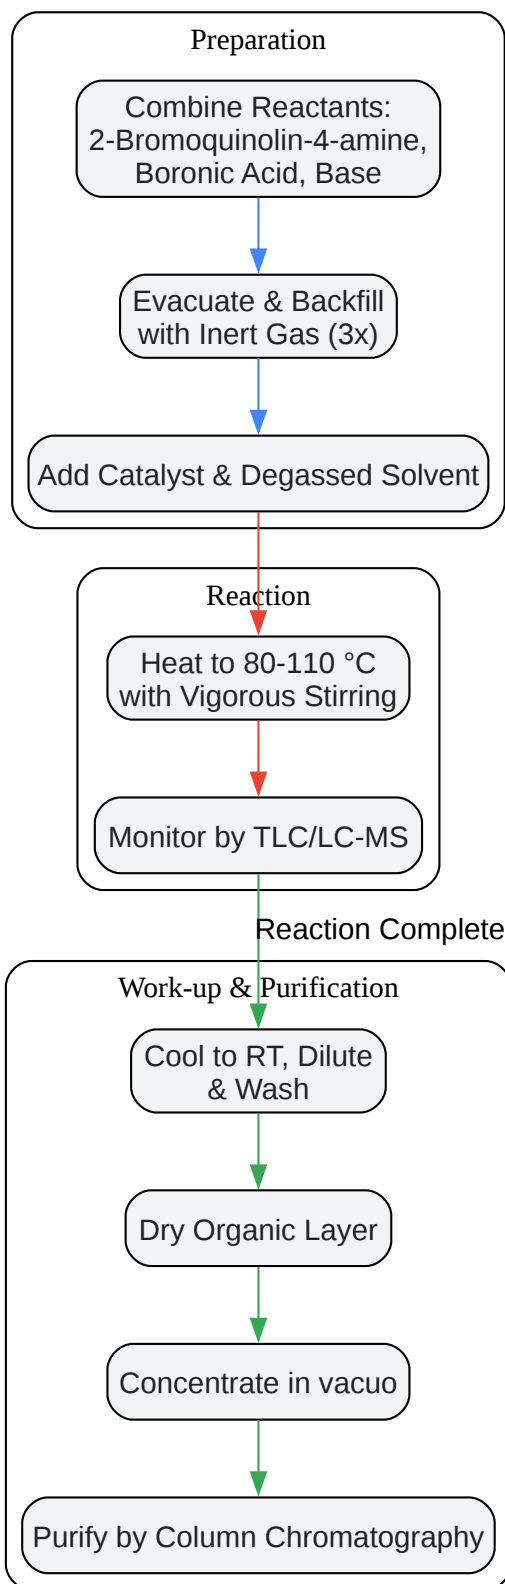 Preparation
Combine Reactants:
2-Bromoquinolin-4-amine,
Boronic Acid, Base
Evacuate & Backfill
with Inert Gas (3x)
Add Catalyst & Degassed Solvent
Reaction
Heat to 80-110 °C
with Vigorous Stirring
Monitor by TLC/LC-MS
Reaction Complete
Work-up & Purification
Cool to RT, Dilute
& Wash
Dry Organic Layer
Concentrate in vacuo
Purify by Column Chromatography